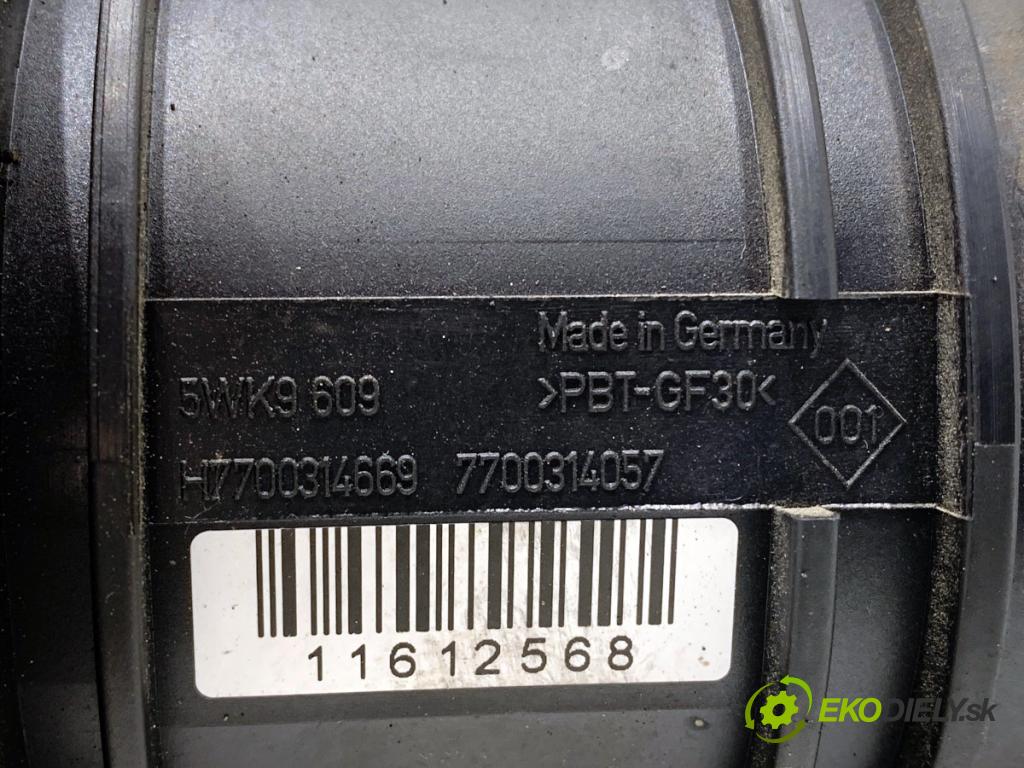 Made in Germany
5WK9 609 >PBT-GF30<
001
H7700314669 7700314057
11612568
EKODIELY.sk